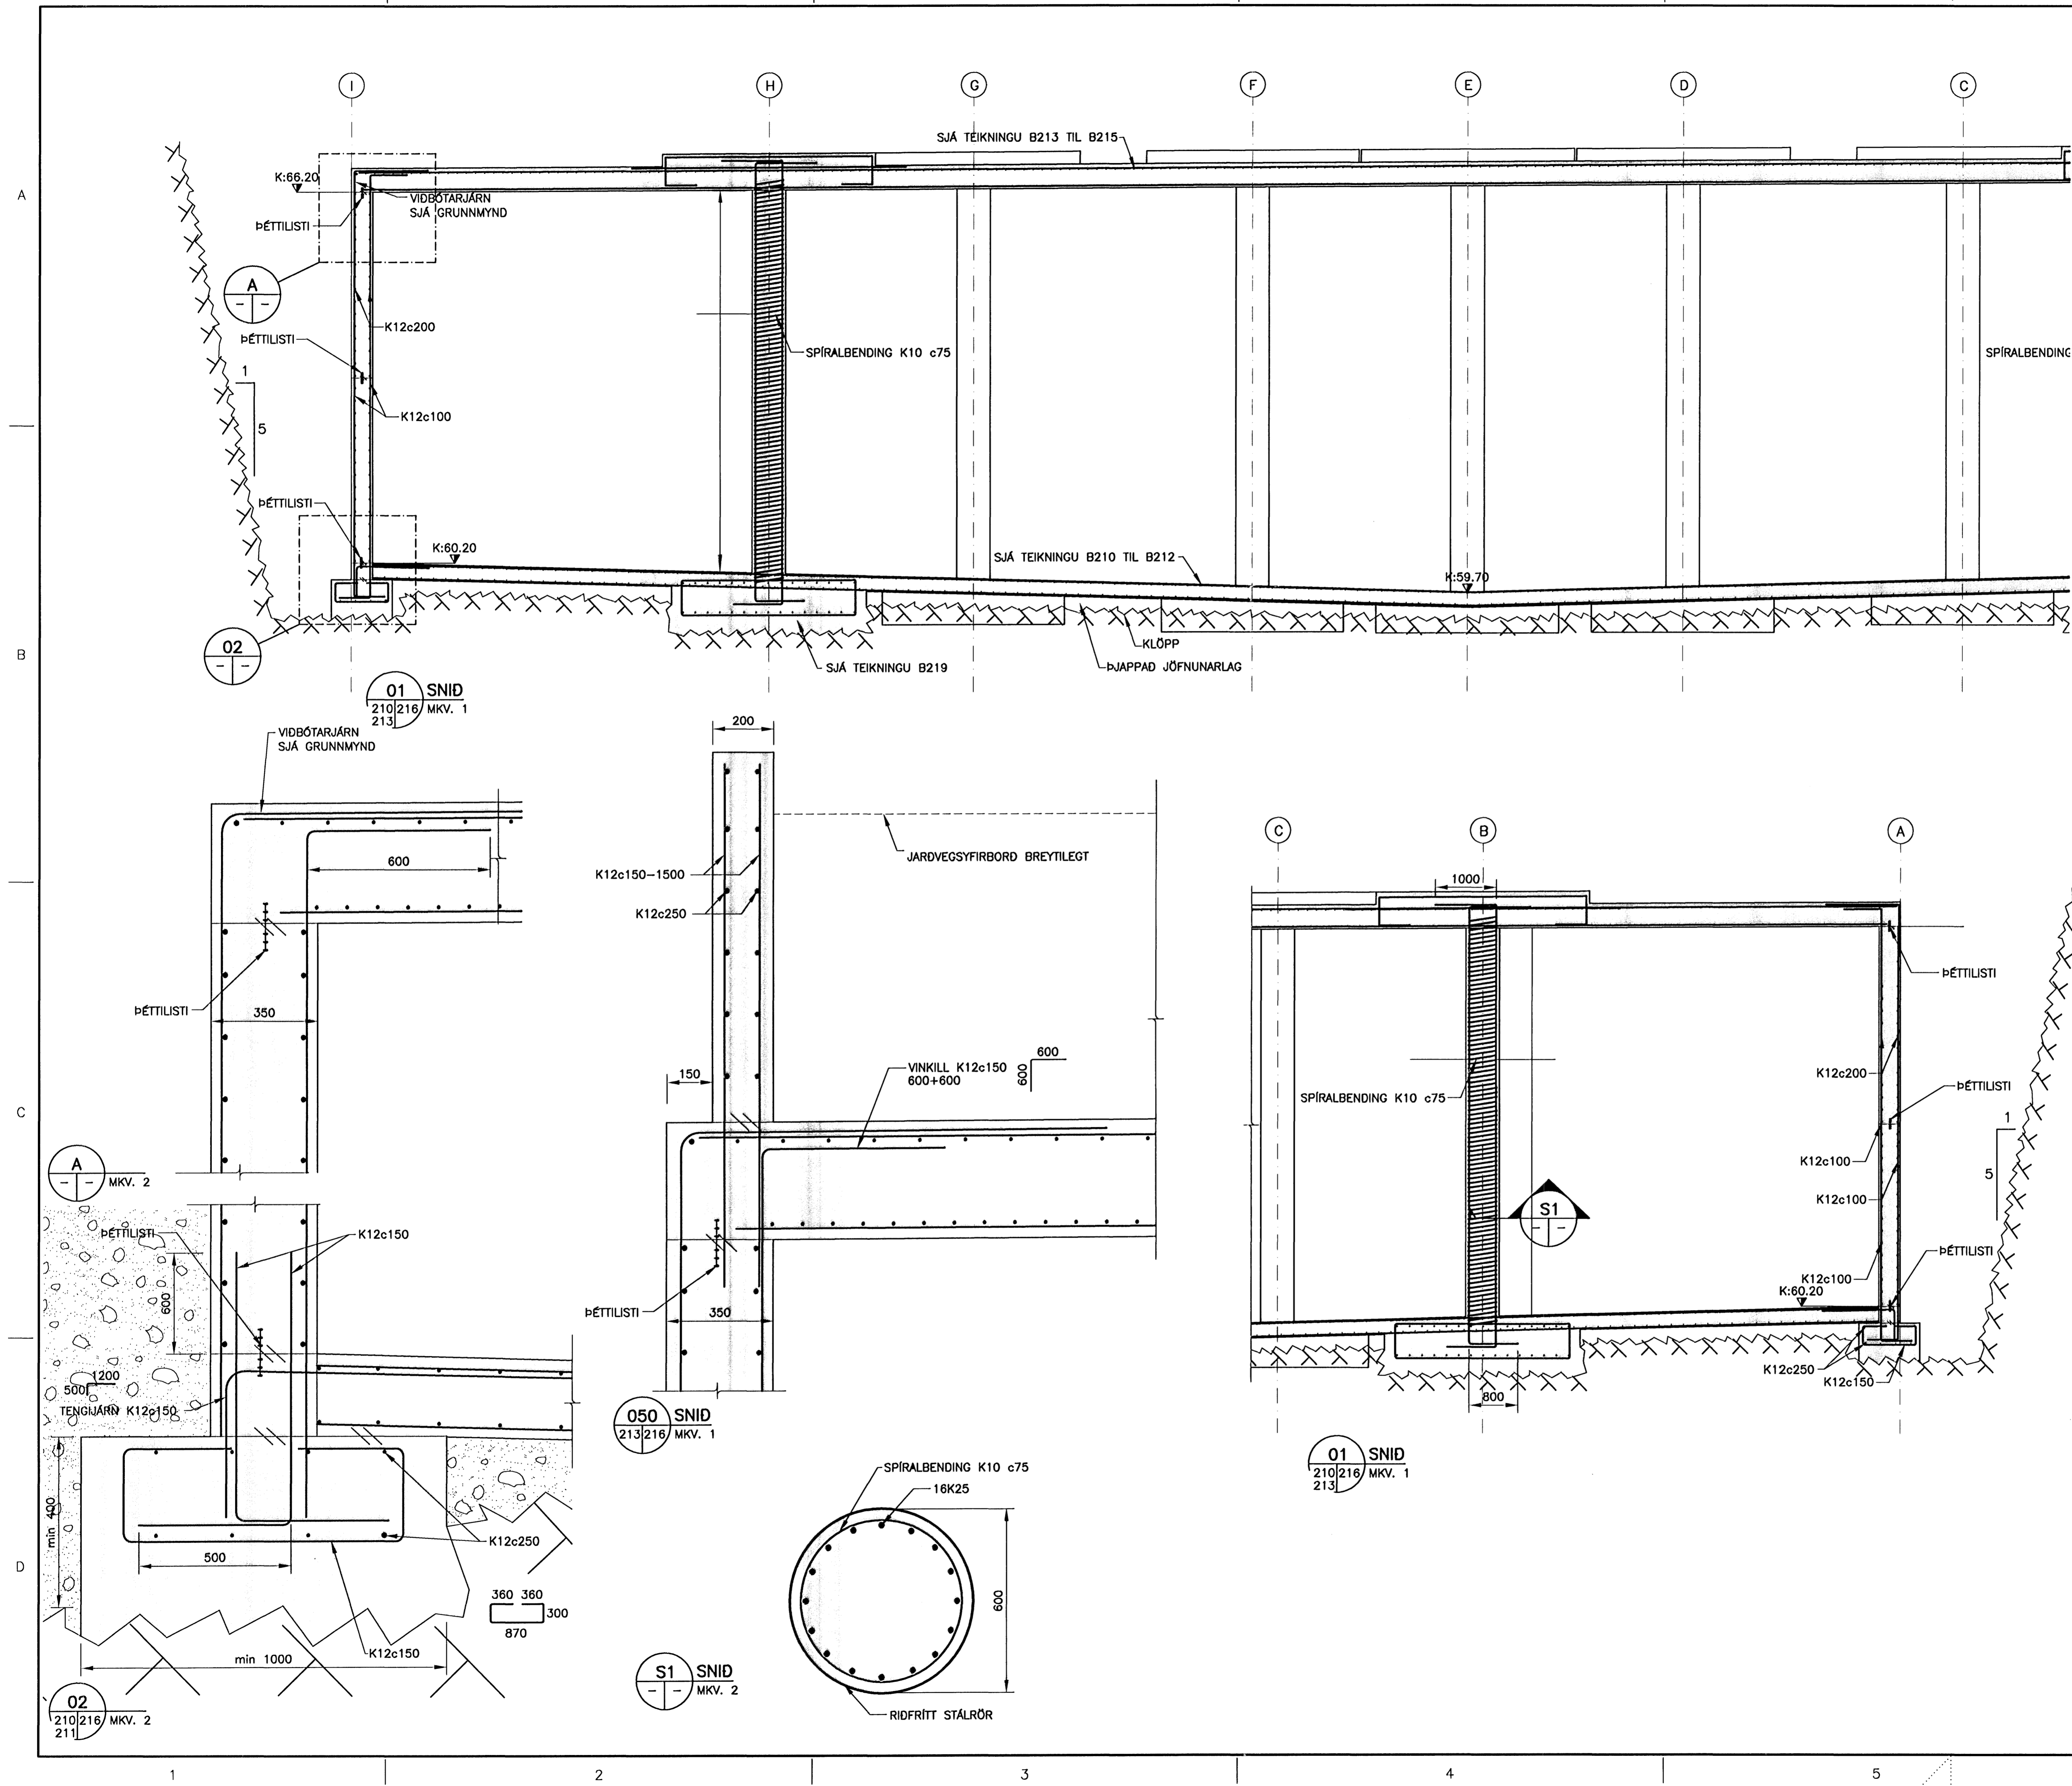 I
H
G
F
E
D
C
SJÁ TEIKNINGU B213 TIL B215
A
K:66.20
VIÐBÓTARJÁRN
SJÁ GRUNNMYND
ÞÉTTILISTI
A
- -
K12c200
ÞÉTTILISTI
SPÍRALBENDING K10 c75
SPÍRALBENDING
1
5
K12c100
ÞÉTTILISTI
K:60.20
SJÁ TEIKNINGU B210 TIL B212
K:59.70
B
02
- -
KLÖPP
ÞJAPPAÐ JÖFNUNARLAG
SJÁ TEIKNINGU B219
01 SNIÐ
210 216 MKV. 1
213
VIÐBÓTARJÁRN
SJÁ GRUNNMYND
600
ÞÉTTILISTI
350
A
- - MKV. 2
200
JARÐVEGSYFIRBORÐ BREYTILEGT
K12c150-1500
K12c250
150
VINKILL K12c150
600+600
600
600
ÞÉTTILISTI
350
050 SNIÐ
213 216 MKV. 1
C
B
A
1000
ÞÉTTILISTI
K12c200
ÞÉTTILISTI
SPÍRALBENDING K10 c75
1
5
K12c100
K12c100
S1
- -
ÞÉTTILISTI
K12c100
K:60.20
K12c250
K12c150
800
01 SNIÐ
210 216 MKV. 1
213
C
ÞÉTTILISTI
K12c150
600
1200
500
TENGIJÁRN K12c150
min 400
500
K12c250
360 360
300
870
K12c150
min 1000
02
210 216 MKV. 2
211
D
SPÍRALBENDING K10 c75
16K25
600
RIÐFRÍTT STÁLRÖR
S1 SNIÐ
- - MKV. 2
1
2
3
4
5